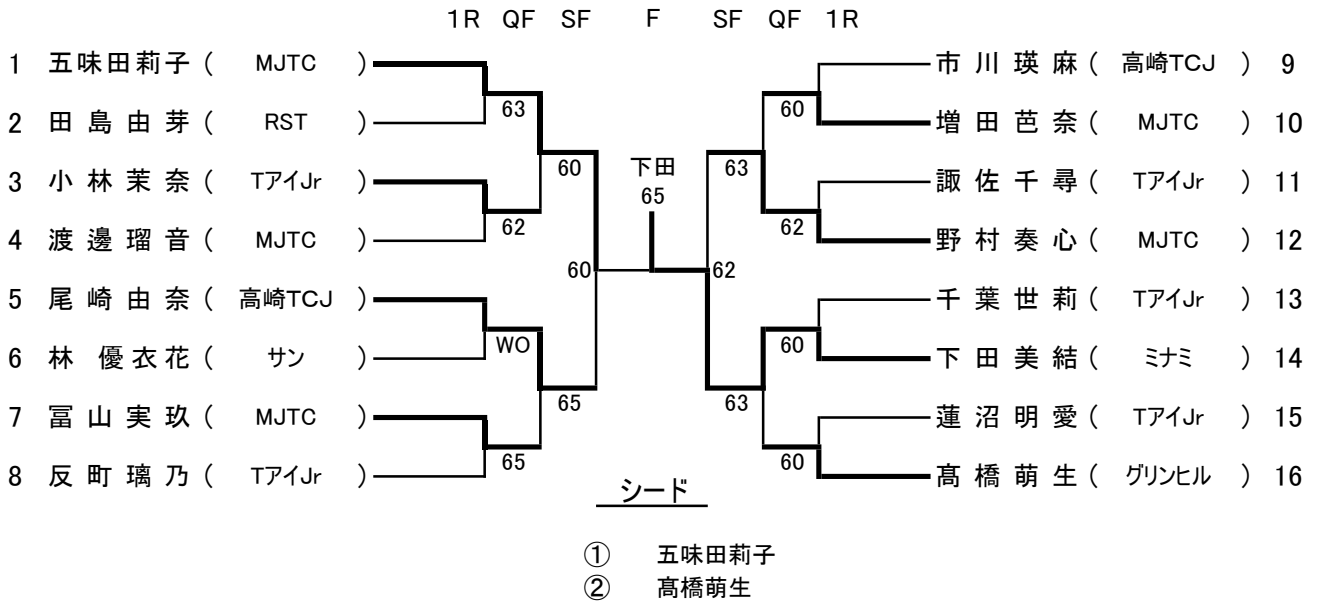 1R QF SF F SF QF 1R
1 五味田莉子 ( MJTC ) 市川瑛麻 ( 高崎TCJ ) 9
63 60
2 田島由芽 ( RST ) 増田芭奈 ( MJTC ) 10
60 下田 63
3 小林茉奈 ( TアイJr ) 諏佐千尋 ( TアイJr ) 11
65
62 62
4 渡邊瑠音 ( MJTC ) 野村奏心 ( MJTC ) 12
60 62
5 尾崎由奈 ( 高崎TCJ ) 千葉世莉 ( TアイJr ) 13
WO 60
6 林 優衣花 ( サン ) 下田美結 ( ミナミ ) 14
65 63
7 冨山実玖 ( MJTC ) 蓮沼明愛 ( TアイJr ) 15
65 60
8 反町璃乃 ( TアイJr ) 髙橋萌生 ( グリンヒル ) 16
シード
① 五味田莉子
② 髙橋萌生